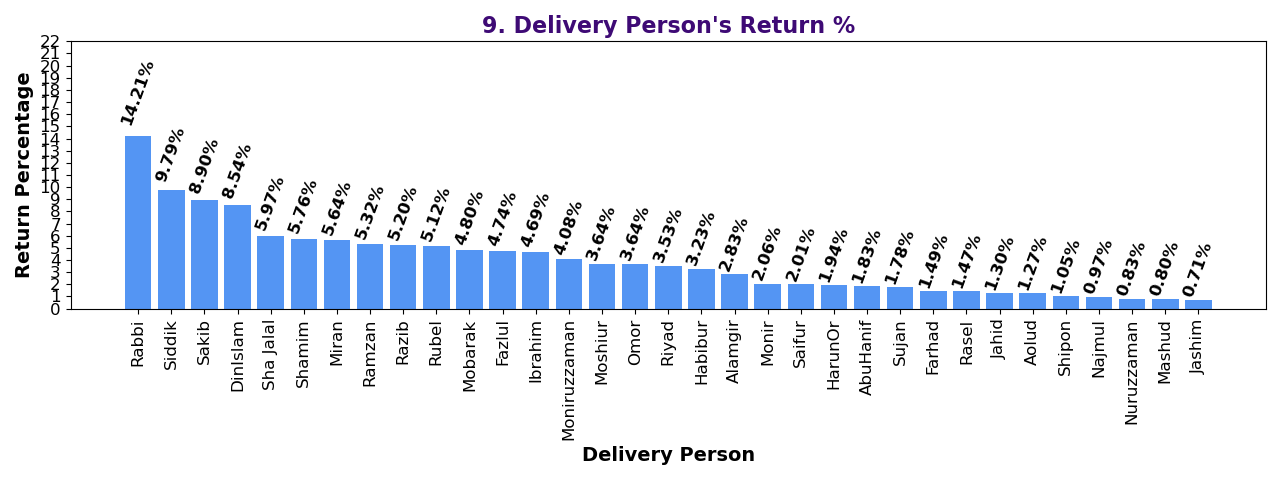 9. Delivery Person's Return %
Return Percentage
22
21
20
19
18
17
16
15
14
13
12
11
10
9
8
7
6
5
4
3
2
1
0
14.21%
9.79%
8.90%
8.54%
5.97%
5.76%
5.64%
5.32%
5.20%
5.12%
4.80%
4.74%
4.69%
4.08%
3.64%
3.64%
3.53%
3.23%
2.83%
2.06%
2.01%
1.94%
1.83%
1.78%
1.49%
1.47%
1.30%
1.27%
1.05%
0.97%
0.83%
0.80%
0.71%
Rabbi
Siddik
Sakib
DinIslam
Sha Jalal
Shamim
Miran
Ramzan
Razib
Rubel
Mobarak
Fazlul
Ibrahim
Moniruzzaman
Moshiur
Omor
Riyad
Habibur
Alamgir
Monir
Saifur
HarunOr
AbuHanif
Sujan
Farhad
Rasel
Jahid
Aolud
Shipon
Najmul
Nuruzzaman
Mashud
Jashim
Delivery Person